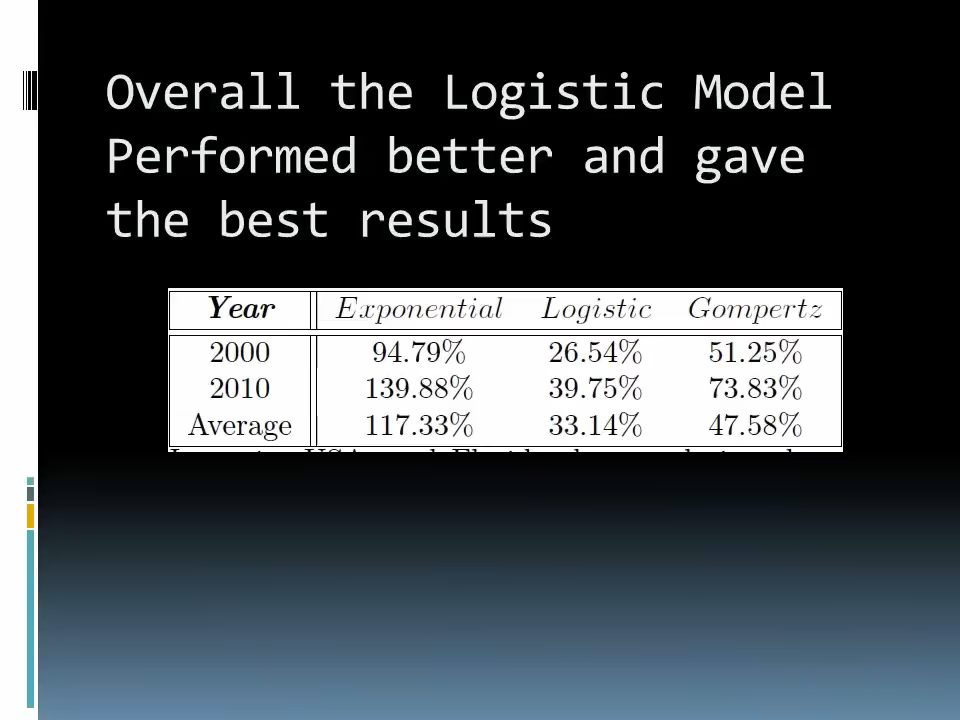 Overall the Logistic Model
Performed better and gave
the best results
Year Exponential Logistic Gompertz
2000 94.79% 26.54% 51.25%
2010 139.88% 39.75% 73.83%
Average 117.33% 33.14% 47.58%